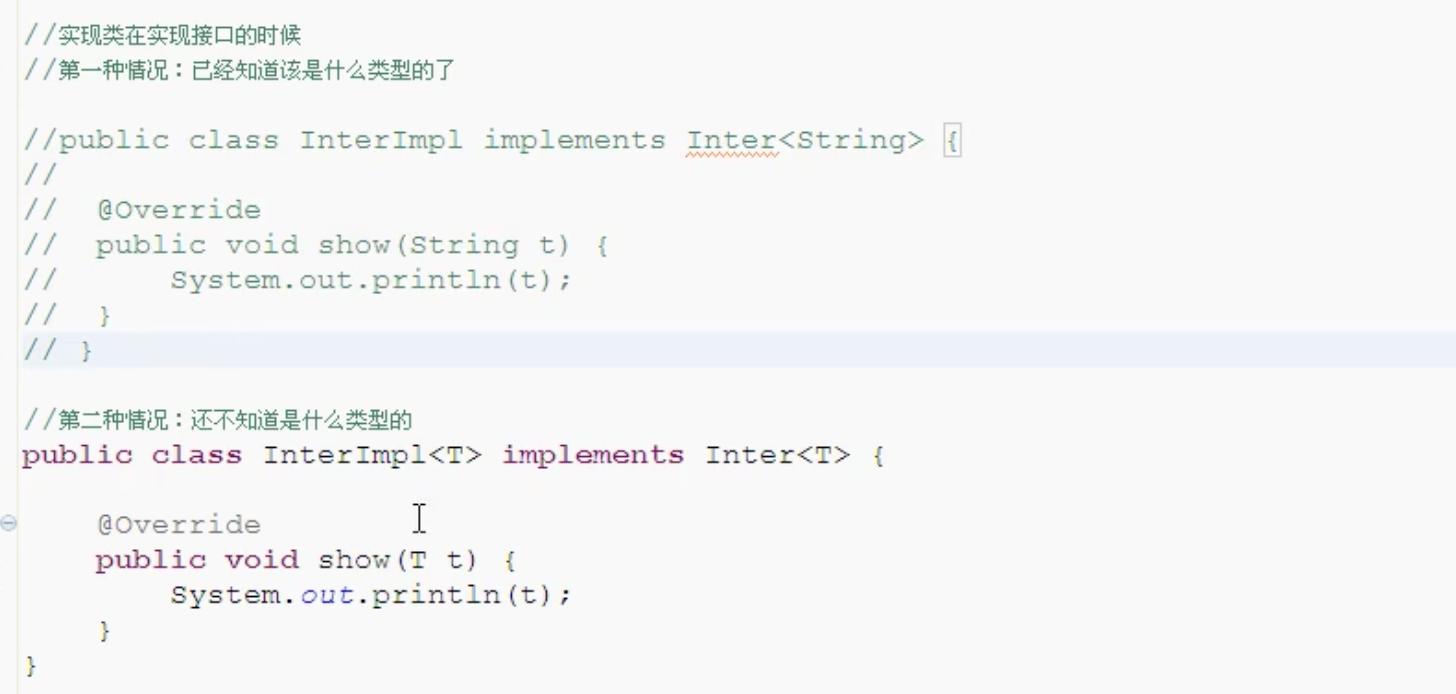 //实现类在实现接口的时候
//第一种情况：已经知道该是什么类型的了
//public class InterImpl implements Inter<String> {
//
//  @Override
//  public void show(String t) {
//      System.out.println(t);
//  }
// }
//第二种情况：还不知道是什么类型的
public class InterImpl<T> implements Inter<T> {
    @Override
    public void show(T t) {
        System.out.println(t);
    }
}